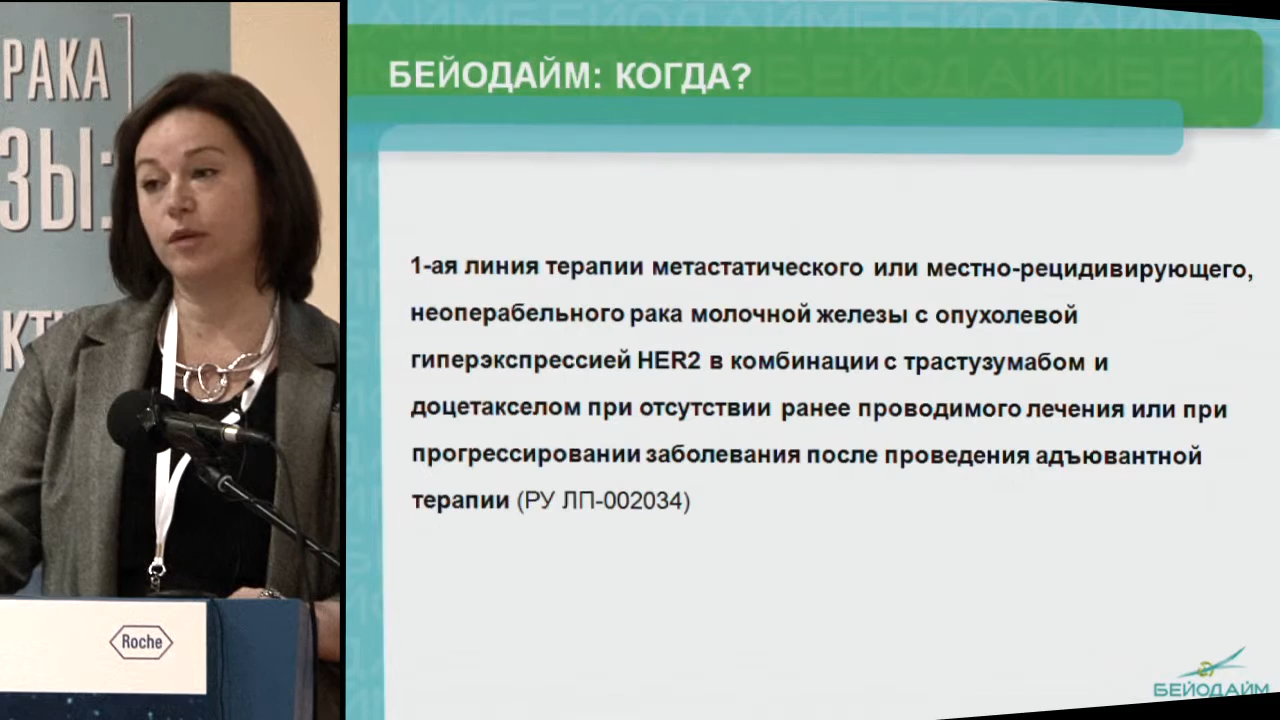 РАКА
ЗЫ:
КТ
Roche
БЕЙОДАЙМ: КОГДА?
1-ая линия терапии метастатического или местно-рецидивирующего,
неоперабельного рака молочной железы с опухолевой
гиперэкспрессией HER2 в комбинации с трастузумабом и
доцетакселом при отсутствии ранее проводимого лечения или при
прогрессировании заболевания после проведения адъювантной
терапии (РУ ЛП-002034)
БЕЙОДАЙМ